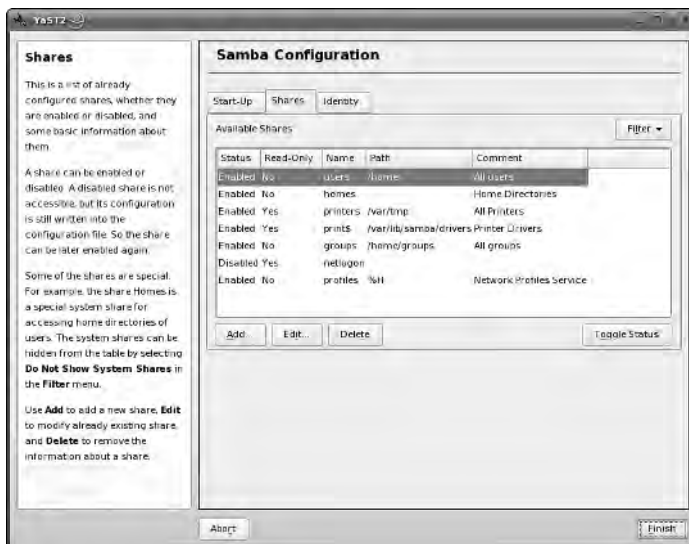 YaST2
Shares
This is a list of already
configured shares, whether they
are enabled or disabled, and
some basic information about
them.
A share can be enabled or
disabled. A disabled share is not
accessible, but its configuration
is still written into the
configuration file. So the share
can be later enabled again.
Some of the shares are special.
For example, the share Homes is
a special system share for
accessing home directories of
users. The system shares can be
hidden from the table by selecting
Do Not Show System Shares in
the Filter menu.
Use Add to add a new share, Edit
to modify already existing share,
and Delete to remove the
information about a share.
Samba Configuration
Start-Up Shares Identity
Available Shares
Filter
Status Read-Only Name Path Comment
Enabled No users /home All users
Enabled No homes Home Directories
Enabled Yes printers /var/tmp All Printers
Enabled Yes print$ /var/lib/samba/drivers Printer Drivers
Enabled No groups /home/groups All groups
Disabled Yes netlogon
Enabled No profiles %H Network Profiles Service
Add... Edit... Delete Toggle Status
Abort Finish